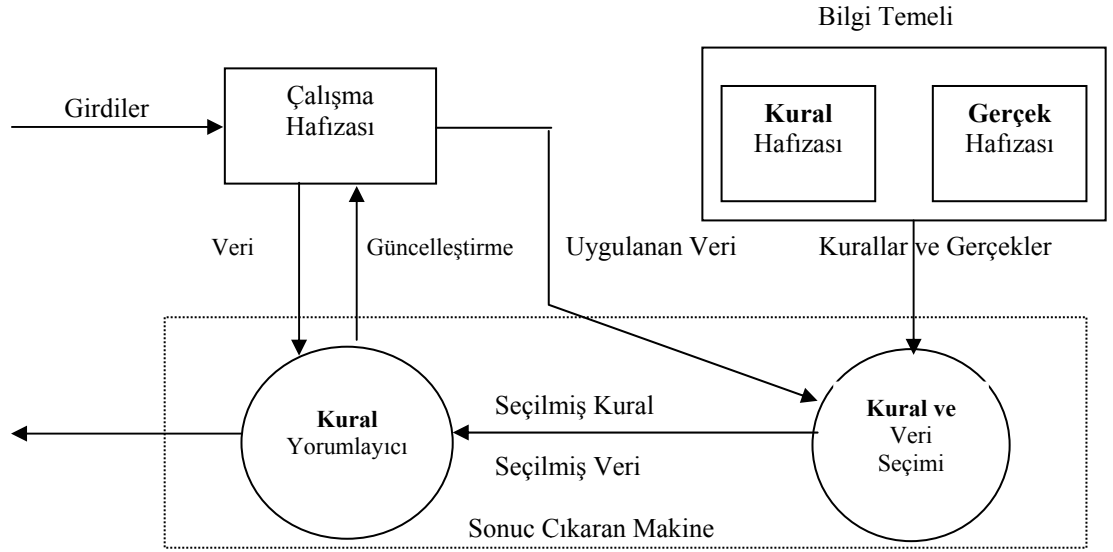 Bilgi Temeli
Girdiler
Çalışma
Hafızası
Kural
Hafızası
Gerçek
Hafızası
Veri
Güncelleştirme
Uygulanan Veri
Kurallar ve Gerçekler
Kural
Yorumlayıcı
Seçilmiş Kural
Seçilmiş Veri
Kural ve
Veri
Seçimi
Sonuc Cıkaran Makine